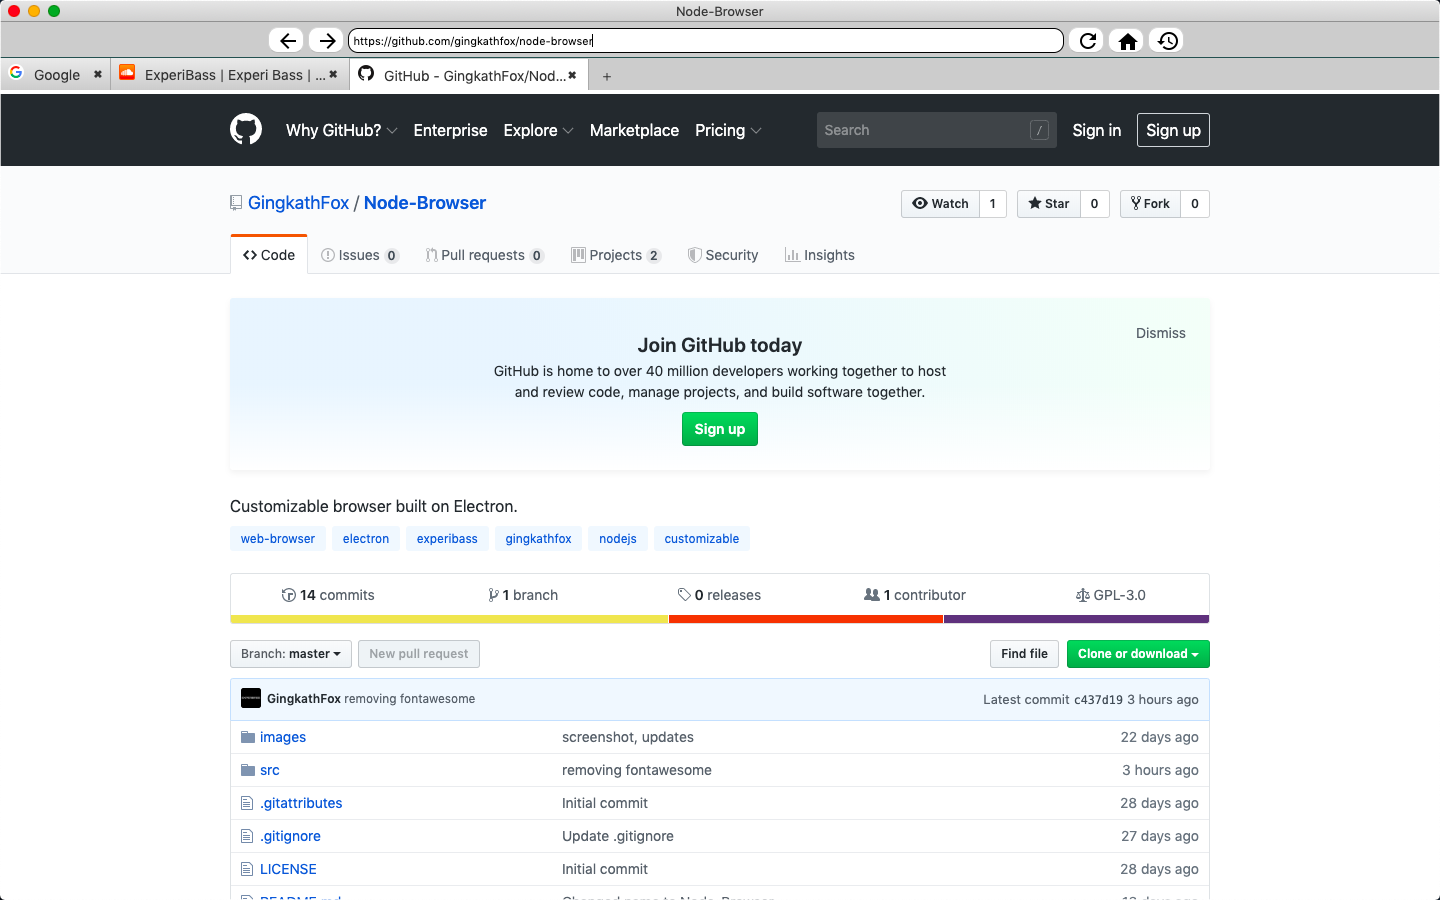 Node-Browser
https://github.com/gingkathfox/node-browser
Google ✖ ExperiBass | Experi Bass | ... ✖ GitHub - GingkathFox/Nod... ✖ +
Why GitHub? Enterprise Explore Marketplace Pricing Search / Sign in Sign up
GingkathFox / Node-Browser Watch 1 Star 0 Fork 0
Code Issues 0 Pull requests 0 Projects 2 Security Insights
Dismiss
Join GitHub today
GitHub is home to over 40 million developers working together to host
and review code, manage projects, and build software together.
Sign up
Customizable browser built on Electron.
web-browser electron experibass gingkathfox nodejs customizable
14 commits 1 branch 0 releases 1 contributor GPL-3.0
Branch: master New pull request Find file Clone or download
GingkathFox removing fontawesome Latest commit c437d19 3 hours ago
images screenshot, updates 22 days ago
src removing fontawesome 3 hours ago
.gitattributes Initial commit 28 days ago
.gitignore Update .gitignore 27 days ago
LICENSE Initial commit 28 days ago
README.md Changed name to Node-Browser